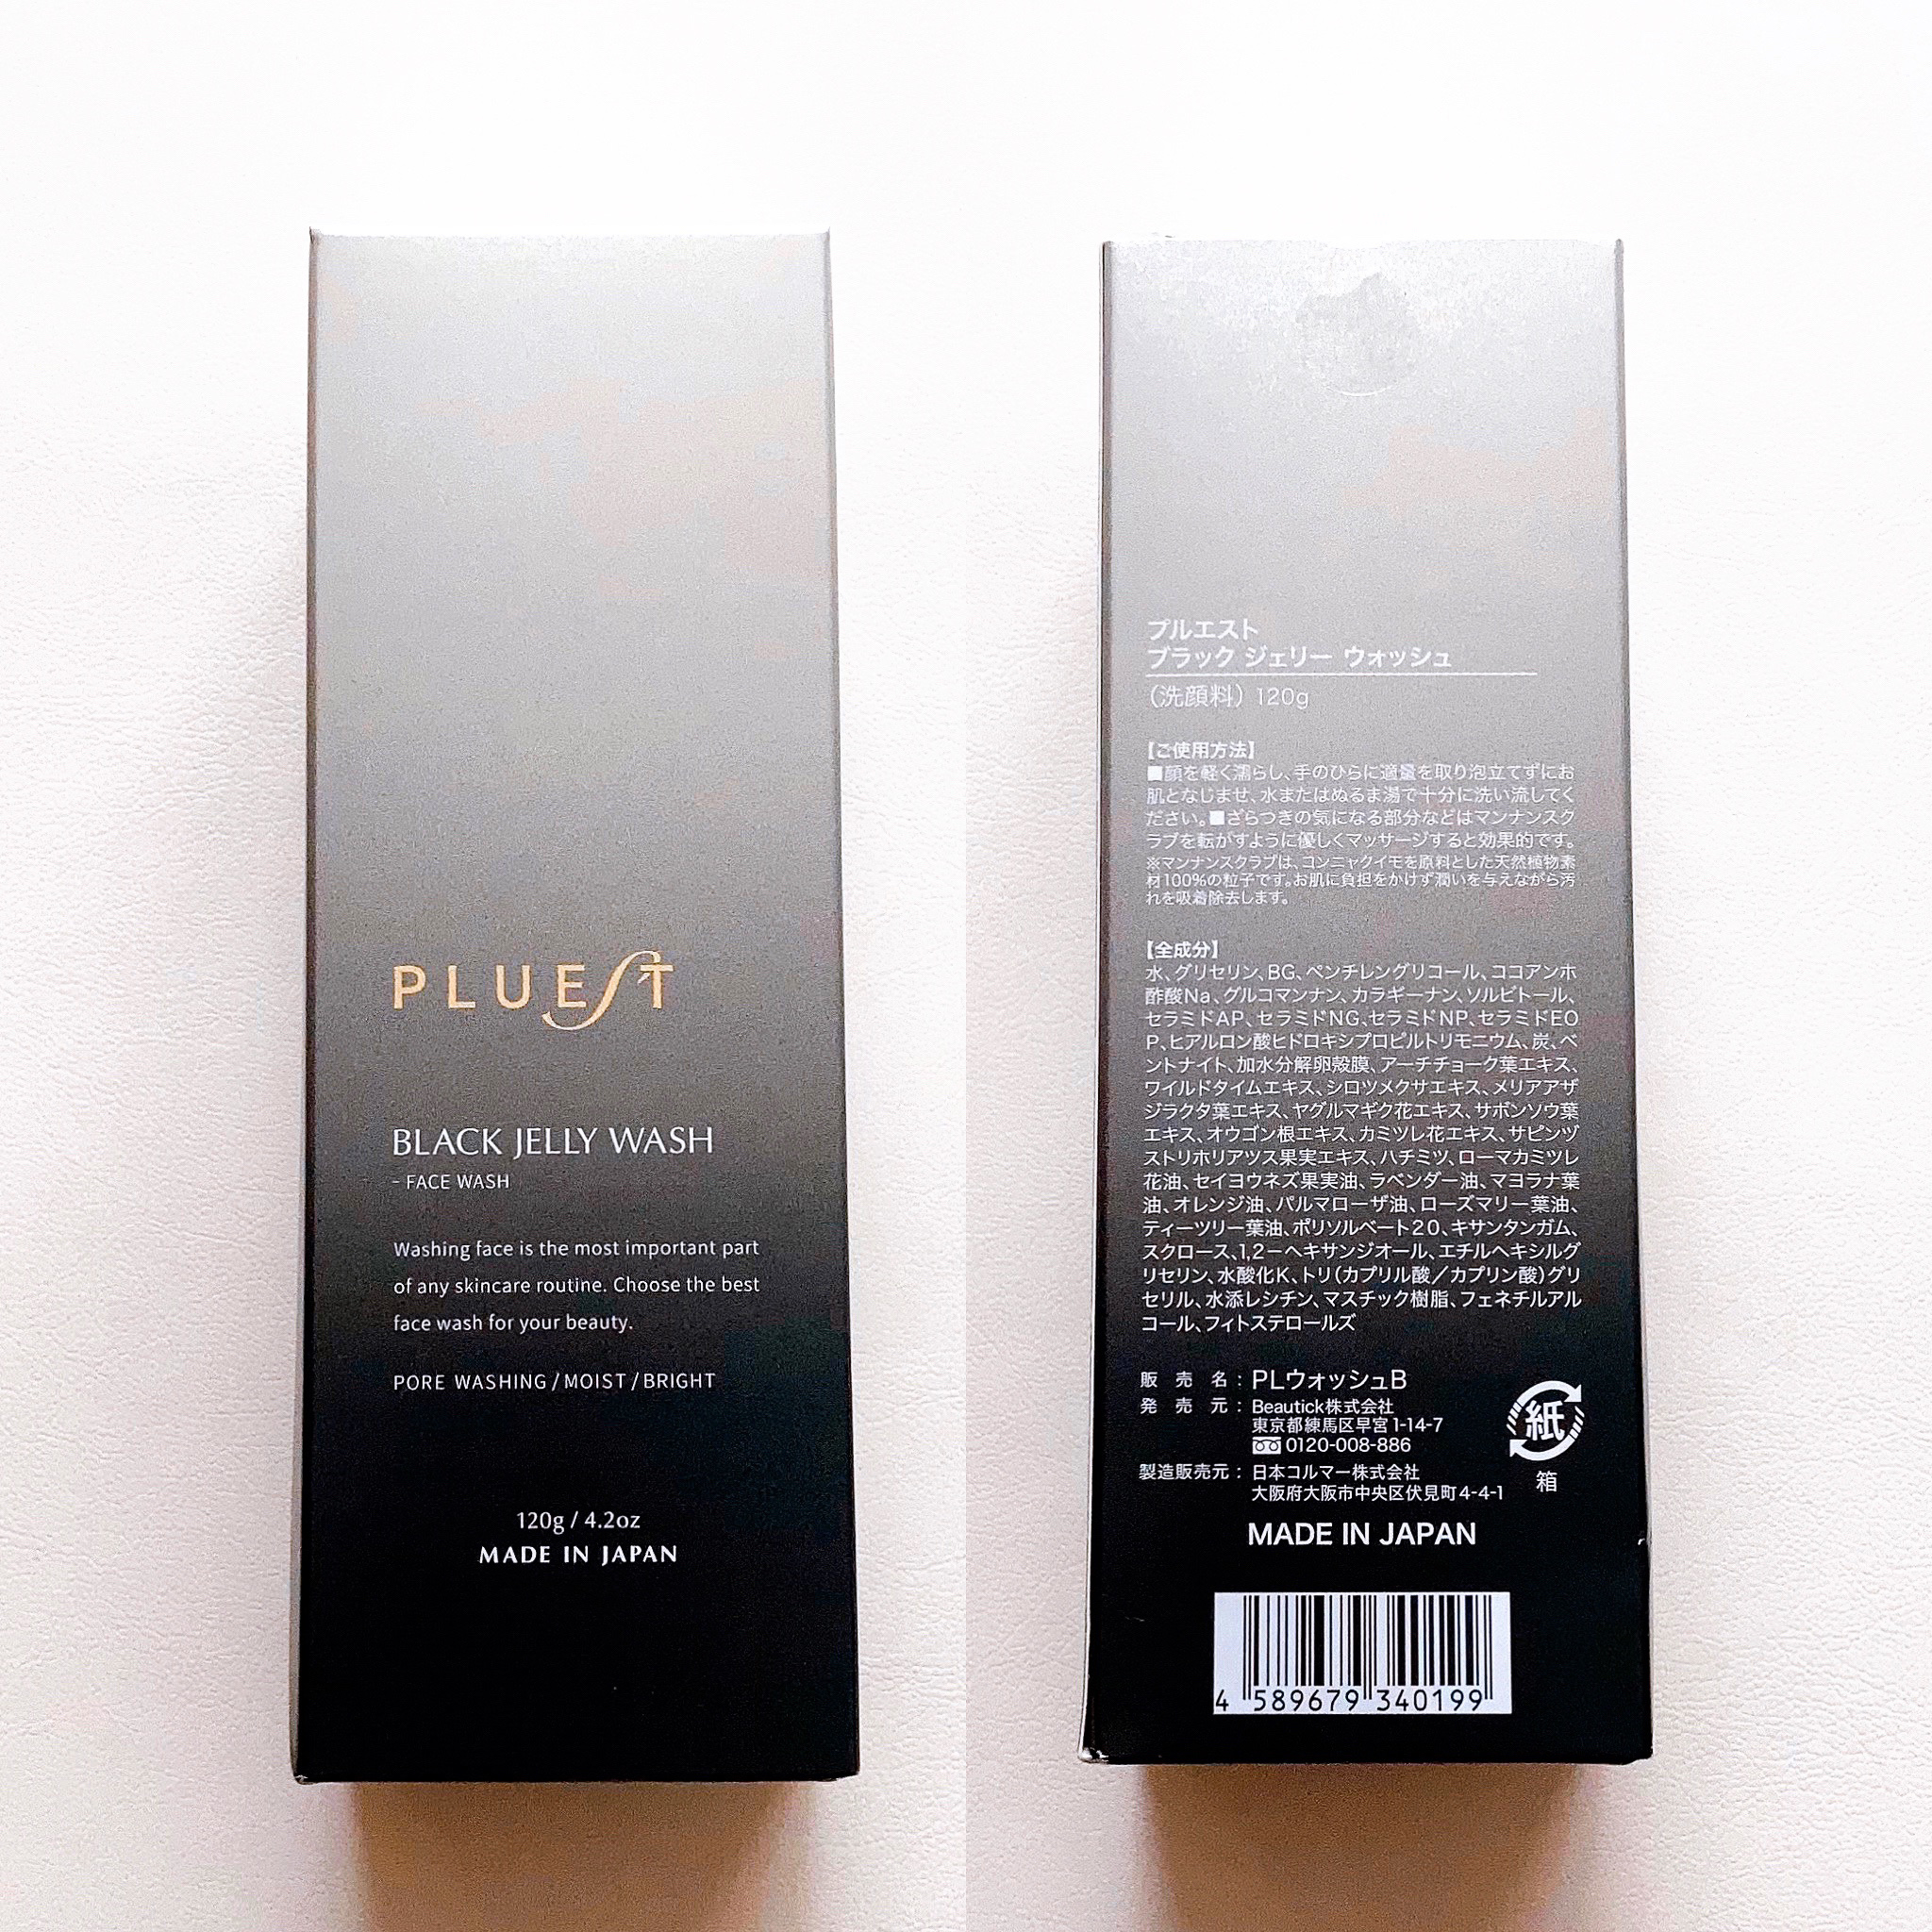 PLUEST
BLACK JELLY WASH
- FACE WASH
Washing face is the most important part
of any skincare routine. Choose the best
face wash for your beauty.
PORE WASHING / MOIST / BRIGHT
120g / 4.2oz
MADE IN JAPAN
プルエスト
ブラック ジェリー ウォッシュ
（洗顔料）120g
【ご使用方法】
■顔を軽く濡らし、手のひらに適量を取り泡立てずにお
肌となじませ、水またはぬるま湯で十分に洗い流してく
ださい。■ざらつきの気になる部分などはマンナンスク
ラブを転がすように優しくマッサージすると効果的です。
※マンナンスクラブは、コンニャクイモを原料とした天然植物素
材100%の粒子です。お肌に負担をかけず潤いを与えながら汚
れを吸着除去します。
【全成分】
水、グリセリン、BG、ペンチレングリコール、ココアンホ
酢酸Na、グルコマンナン、カラギーナン、ソルビトール、
セラミドAP、セラミドNG、セラミドNP、セラミドEO
P、ヒアルロン酸ヒドロキシプロピルトリモニウム、炭、ベ
ントナイト、加水分解卵殻膜、アーチチョーク葉エキス、
ワイルドタイムエキス、シロツメクサエキス、メリアアザ
ジラクタ葉エキス、ヤグルマギク花エキス、サボンソウ葉
エキス、オウゴン根エキス、カミツレ花エキス、サピンヅ
ストリホリアツス果実エキス、ハチミツ、ローマカミツレ
花油、セイヨウネズ果実油、ラベンダー油、マヨラナ葉
油、オレンジ油、パルマローザ油、ローズマリー葉油、
ティーツリー葉油、ポリソルベート20、キサンタンガム、
スクロース、1,2－ヘキサンジオール、エチルヘキシルグ
リセリン、水酸化K、トリ（カプリル酸／カプリン酸）グリ
セリル、水添レシチン、マスチック樹脂、フェネチルアル
コール、フィトステロールズ
販売名：PLウォッシュB
発売元：Beautick株式会社
東京都練馬区早宮1-14-7
0120-008-886
製造販売元：日本コルマー株式会社
大阪府大阪市中央区伏見町4-4-1
紙
箱
MADE IN JAPAN
4 589679 340199